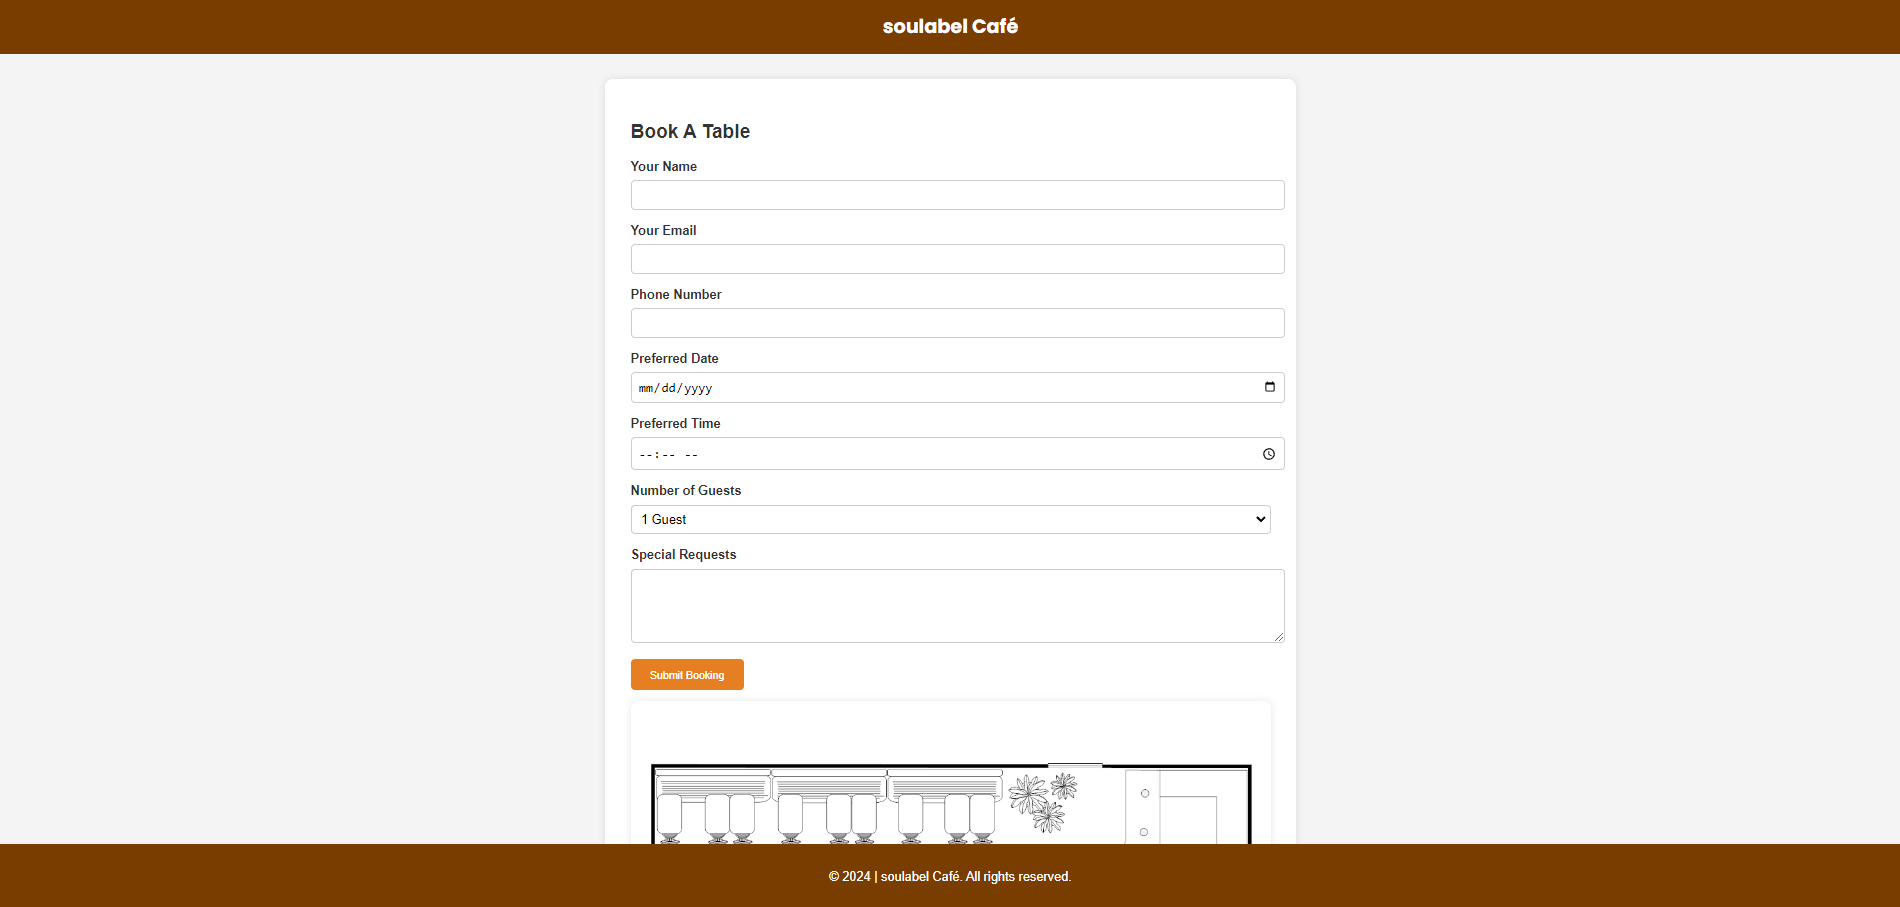 soulabel Café
Book A Table
Your Name
Your Email
Phone Number
Preferred Date
mm/dd/yyyy
Preferred Time
--:-- --
Number of Guests
1 Guest
Special Requests
Submit Booking
© 2024 | soulabel Café. All rights reserved.